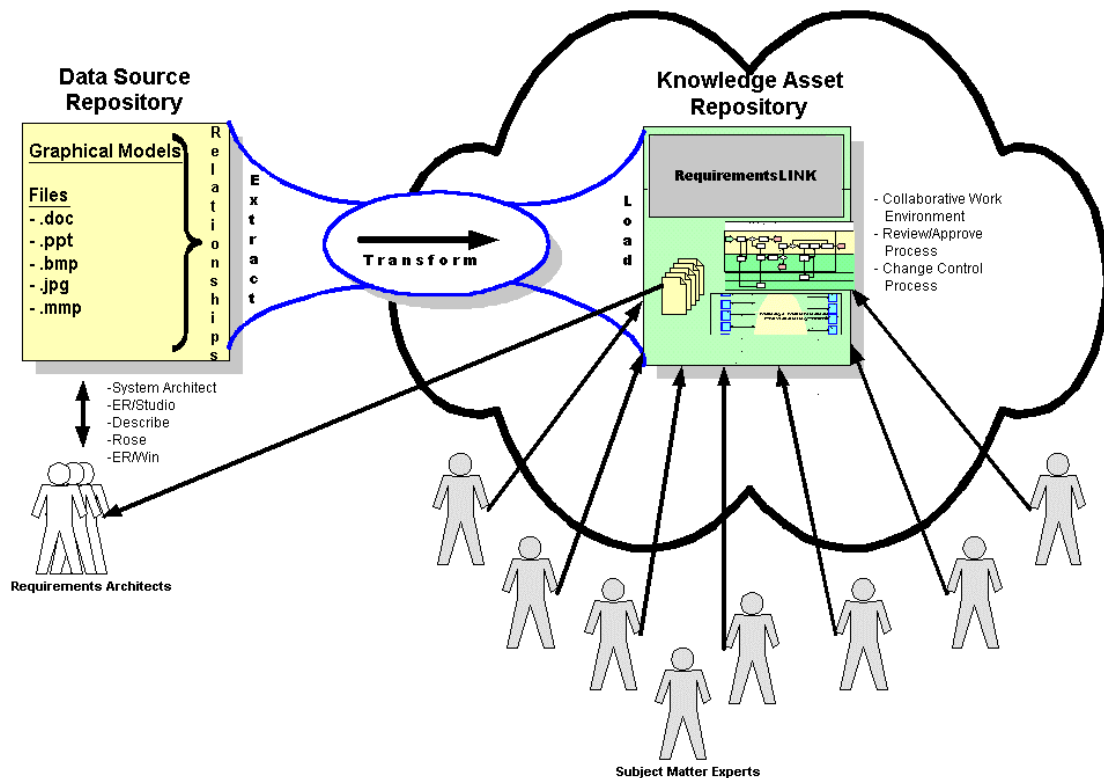 Data Source
Repository
Graphical Models
Files
- .doc
- .ppt
- .bmp
- .jpg
- .mmp
Relationships
Extract
Transform
Load
Knowledge Asset
Repository
RequirementsLINK
- Collaborative Work
Environment
- Review/Approve
Process
- Change Control
Process
-System Architect
-ER/Studio
-Describe
-Rose
-ER/Win
Requirements Architects
Subject Matter Experts